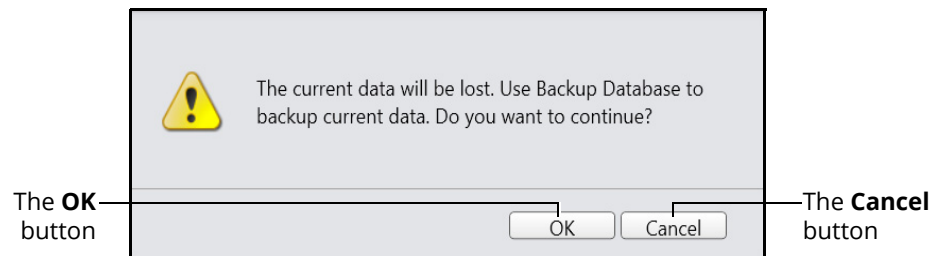 The current data will be lost. Use Backup Database to
backup current data. Do you want to continue?
The OK
button
OK
Cancel
The Cancel
button